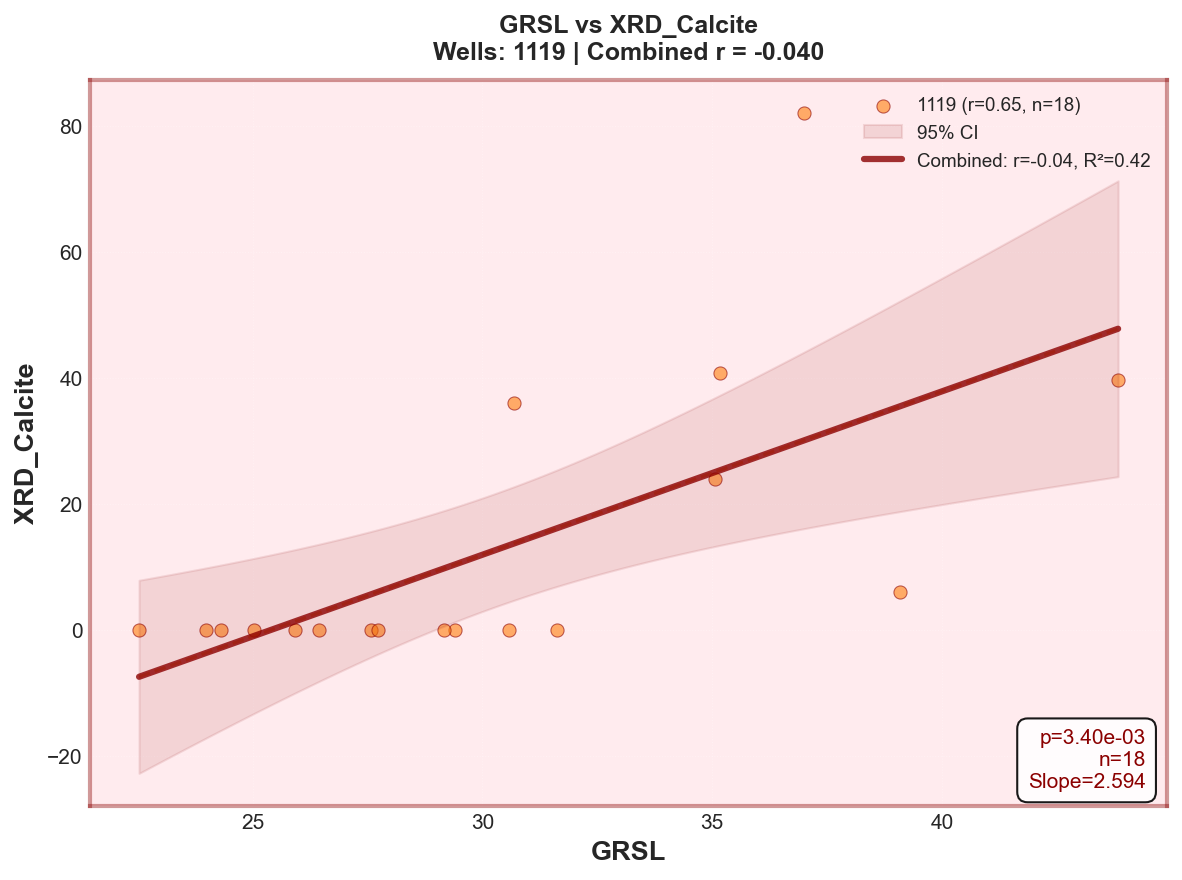 GRSL vs XRD_Calcite
Wells: 1119 | Combined r = -0.040
1119 (r=0.65, n=18)
95% CI
Combined: r=-0.04, R²=0.42
80
60
40
20
0
−20
XRD_Calcite
p=3.40e-03
n=18
Slope=2.594
25 30 35 40
GRSL